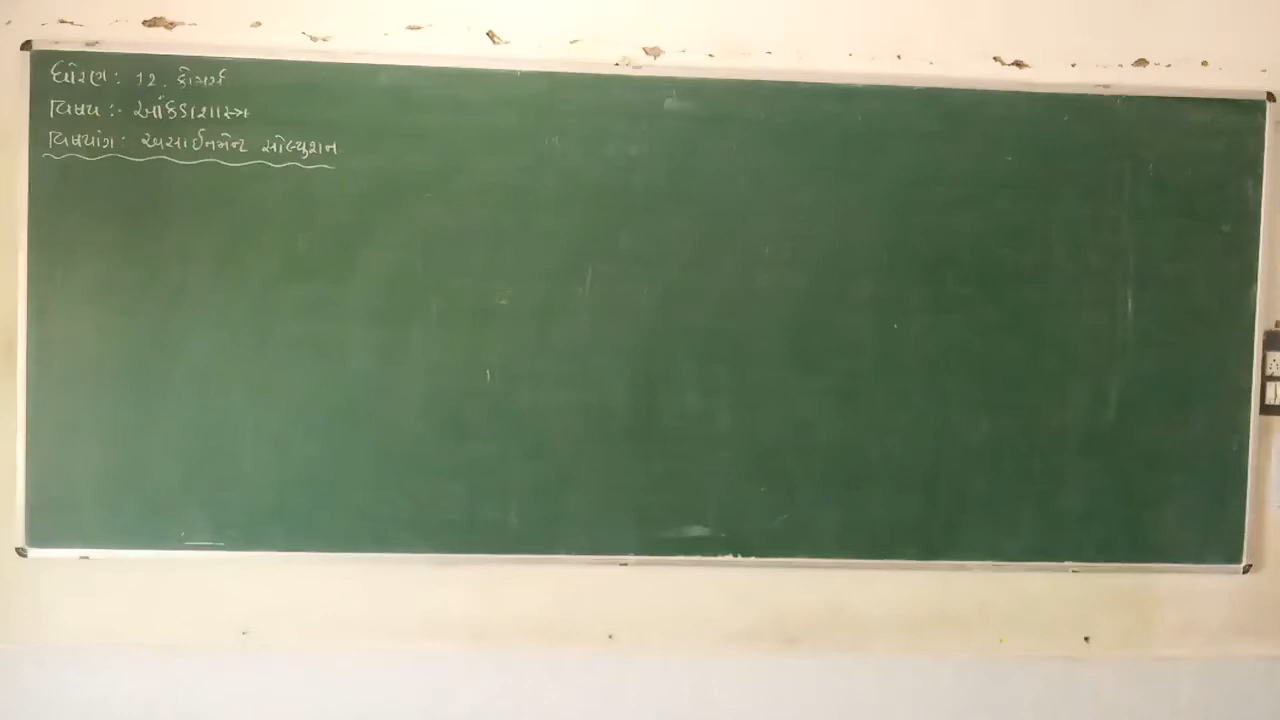 ધોરણ : 12. કોમર્સ
વિષય :- આંકડાશાસ્ત્ર
વિષયાંગ : અસાઈનમેન્ટ સોલ્યુશન